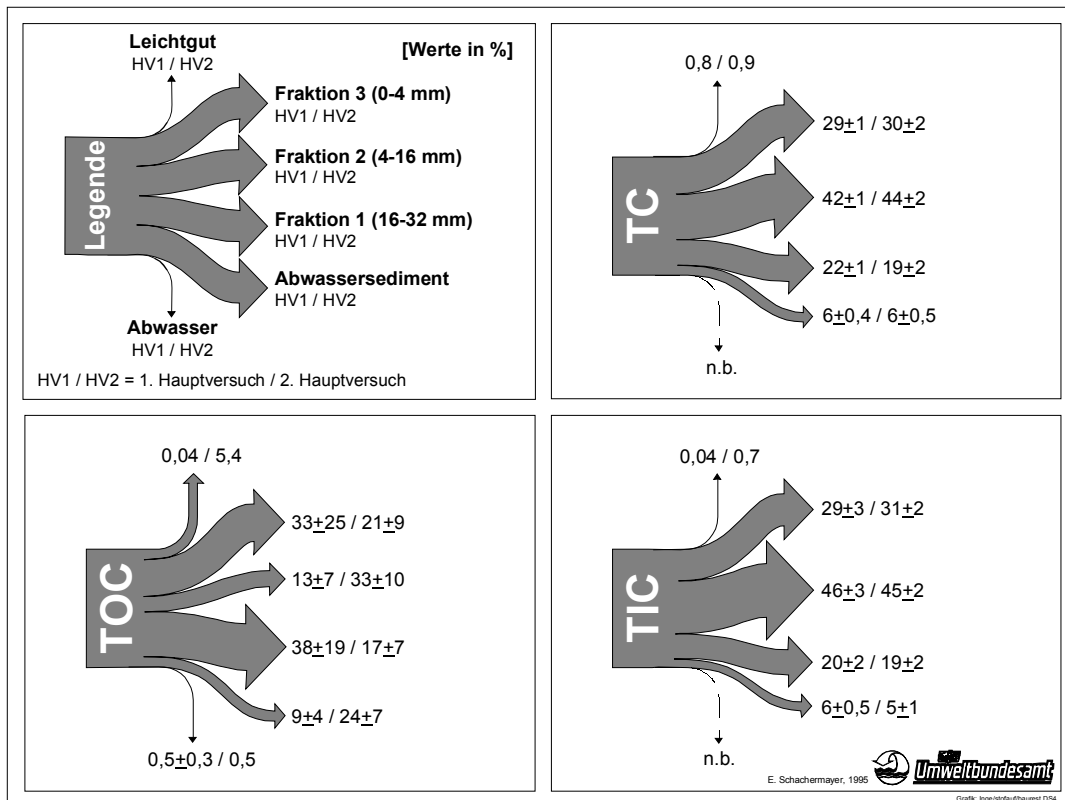 Leichtgut
HV1 / HV2
[Werte in %]
Fraktion 3 (0-4 mm)
HV1 / HV2
Fraktion 2 (4-16 mm)
HV1 / HV2
Legende
Fraktion 1 (16-32 mm)
HV1 / HV2
Abwassersediment
HV1 / HV2
Abwasser
HV1 / HV2
HV1 / HV2 = 1. Hauptversuch / 2. Hauptversuch
0,8 / 0,9
29±1 / 30±2
TC
42±1 / 44±2
22±1 / 19±2
6±0,4 / 6±0,5
n.b.
0,04 / 5,4
33±25 / 21±9
TOC
13±7 / 33±10
38±19 / 17±7
9±4 / 24±7
0,5±0,3 / 0,5
0,04 / 0,7
29±3 / 31±2
TIC
46±3 / 45±2
20±2 / 19±2
6±0,5 / 5±1
n.b.
E. Schachermayer, 1995
Umweltbundesamt
Grafik: